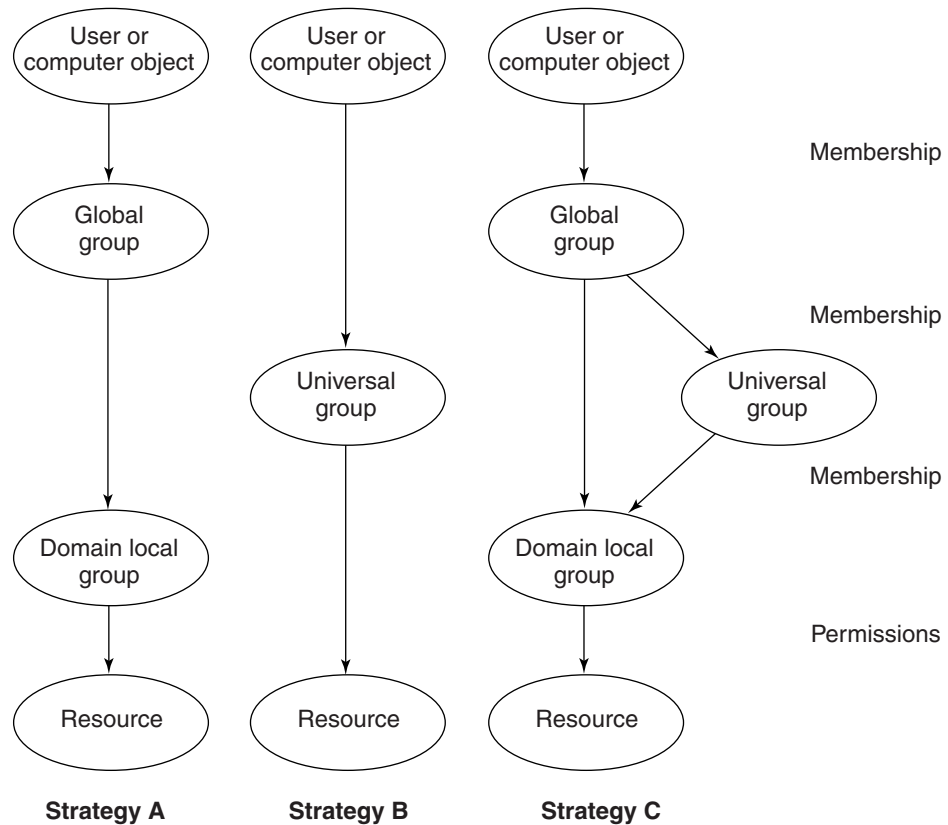 User or
computer object
User or
computer object
User or
computer object
Membership
Global
group
Global
group
Membership
Universal
group
Universal
group
Membership
Domain local
group
Domain local
group
Permissions
Resource
Resource
Resource
Strategy A
Strategy B
Strategy C